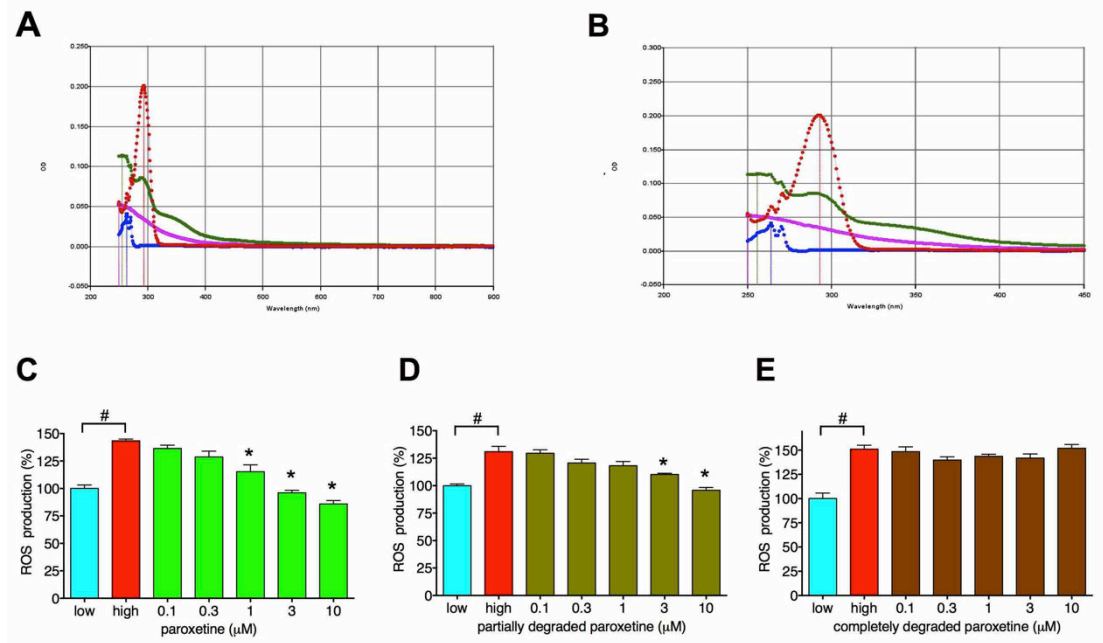 A
0.250
0.200
0.150
0.100
0.050
0.000
-0.050
OD
200 300 400 500 600 700 800 900
Wavelength (nm)
B
0.300
0.250
0.200
0.150
0.100
0.050
0.000
-0.050
OD
200 250 300 350 400 450
Wavelength (nm)
C
#
150
125
100
75
50
25
0
ROS production (%)
* * *
low high 0.1 0.3 1 3 10
paroxetine (µM)
D
#
150
125
100
75
50
25
0
ROS production (%)
* *
low high 0.1 0.3 1 3 10
partially degraded paroxetine (µM)
E
#
150
125
100
75
50
25
0
ROS production (%)
low high 0.1 0.3 1 3 10
completely degraded paroxetine (µM)